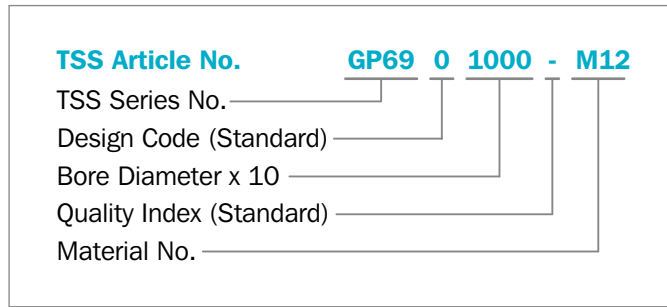 TSS Article No. GP69 0 1000 - M12
TSS Series No.
Design Code (Standard)
Bore Diameter x 10
Quality Index (Standard)
Material No.